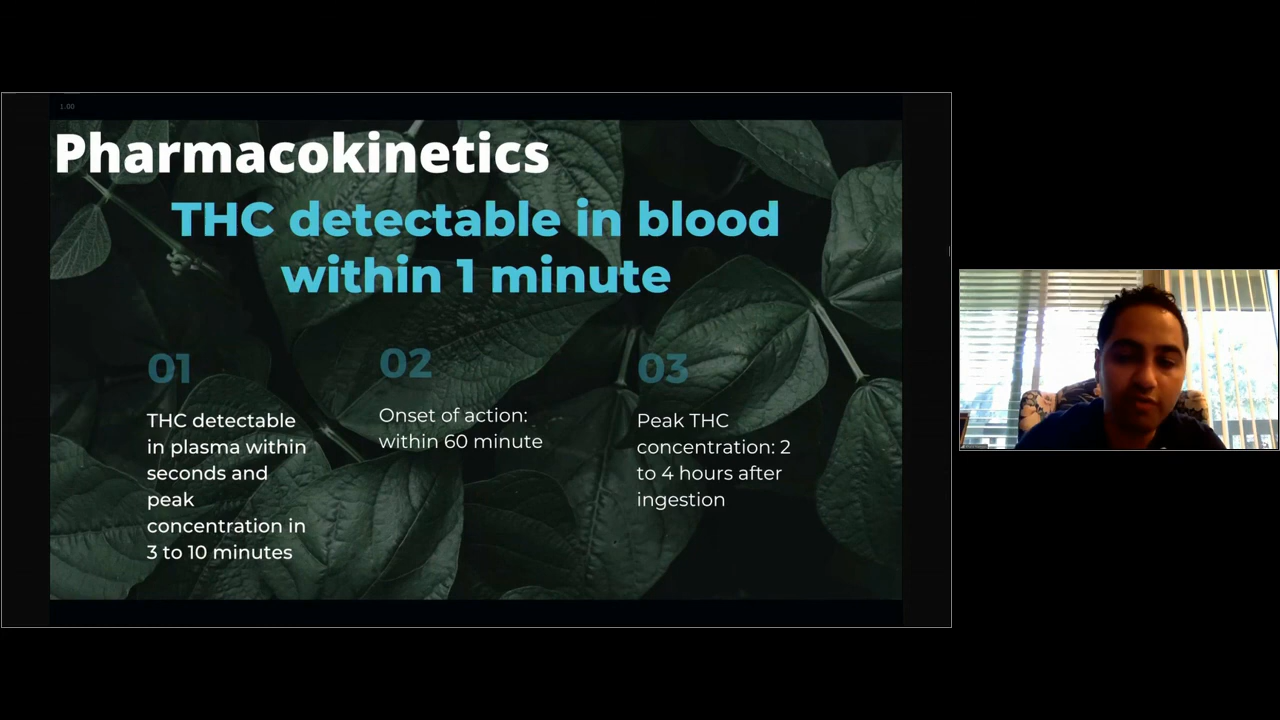 1.00
Pharmacokinetics
THC detectable in blood
within 1 minute
01
THC detectable
in plasma within
seconds and
peak
concentration in
3 to 10 minutes
02
Onset of action:
within 60 minute
03
Peak THC
concentration: 2
to 4 hours after
ingestion